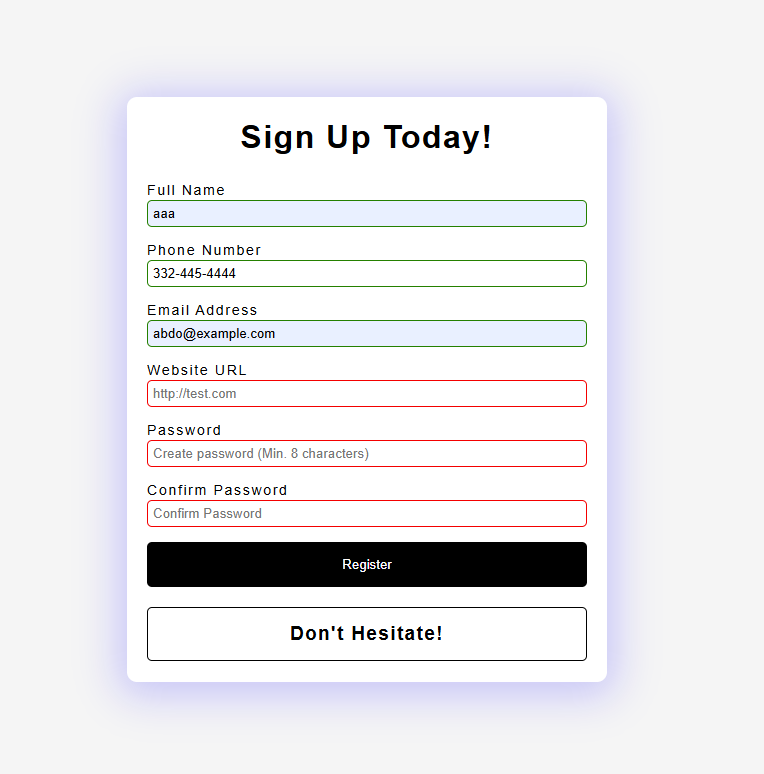 Sign Up Today!
Full Name
aaa
Phone Number
332-445-4444
Email Address
abdo@example.com
Website URL
http://test.com
Password
Create password (Min. 8 characters)
Confirm Password
Confirm Password
Register
Don't Hesitate!